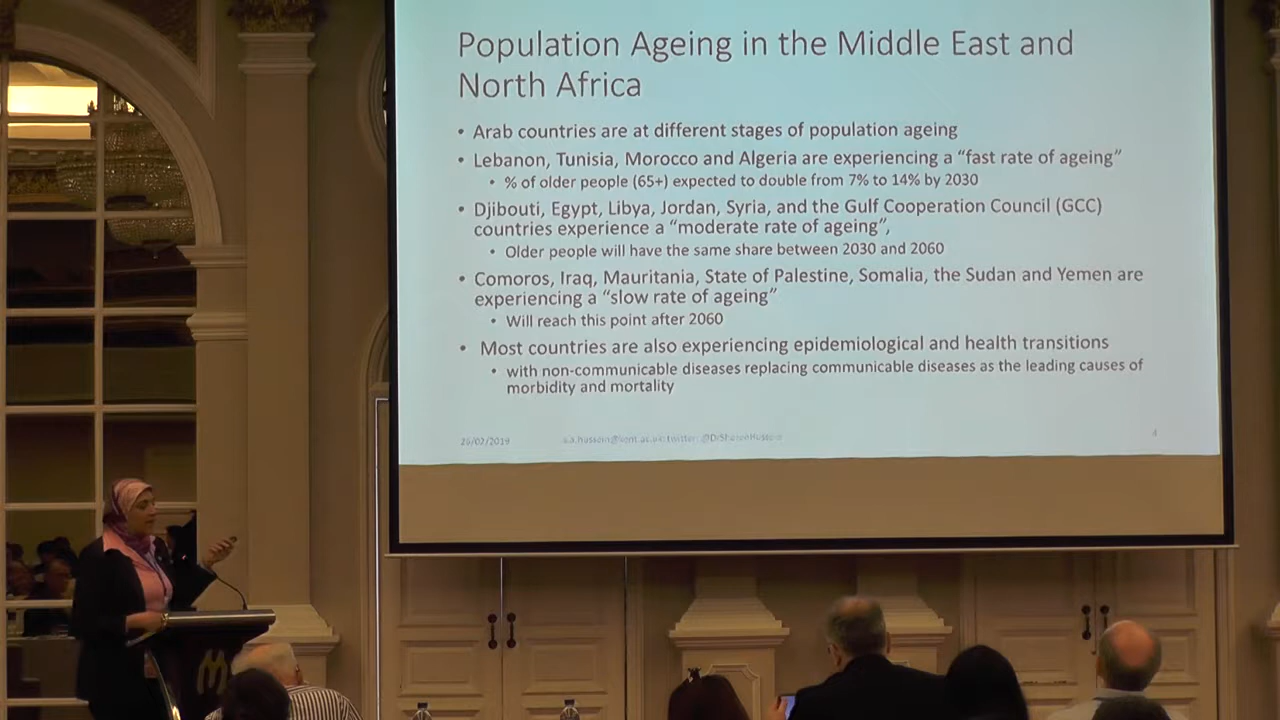 Population Ageing in the Middle East and
North Africa
• Arab countries are at different stages of population ageing
• Lebanon, Tunisia, Morocco and Algeria are experiencing a “fast rate of ageing”
• % of older people (65+) expected to double from 7% to 14% by 2030
• Djibouti, Egypt, Libya, Jordan, Syria, and the Gulf Cooperation Council (GCC)
countries experience a “moderate rate of ageing”,
• Older people will have the same share between 2030 and 2060
• Comoros, Iraq, Mauritania, State of Palestine, Somalia, the Sudan and Yemen are
experiencing a “slow rate of ageing”
• Will reach this point after 2060
• Most countries are also experiencing epidemiological and health transitions
• with non-communicable diseases replacing communicable diseases as the leading causes of
morbidity and mortality
twitter: 4
M